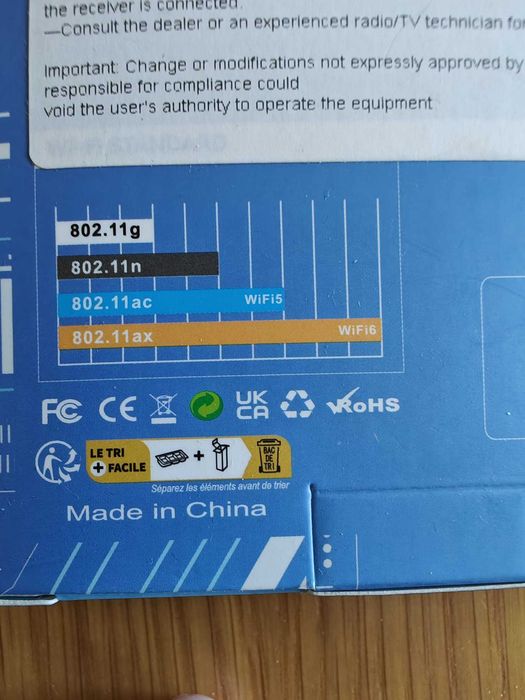 the receiver is connected.
—Consult the dealer or an experienced radio/TV technician for
Important: Change or modifications not expressly approved by
responsible for compliance could
void the user's authority to operate the equipment
802.11g
802.11n
802.11ac WiFi5
802.11ax WiFi6
FC CE UK CA RoHS
LE TRI
+ FACILE
+
BAC
DE
TRI
Séparez les éléments avant de trier
Made in China